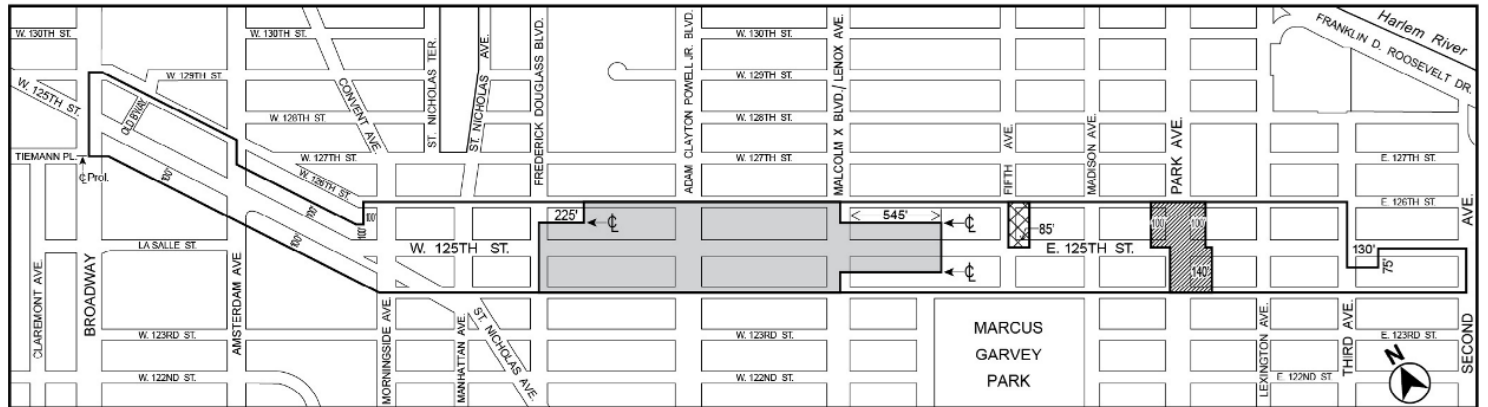 W. 130TH ST.
W. 130TH ST.
ST. NICHOLAS TER.
ST. NICHOLAS AVE.
FREDERICK DOUGLASS BLVD.
ADAM CLAYTON POWELL JR. BLVD.
W. 130TH ST.
MALCOLM X BLVD./ LENOX AVE.
Harlem River
FRANKLIN D. ROOSEVELT DR.
W. 125TH ST.
W. 129TH ST.
OLD BWAY
CONVENT AVE.
W. 129TH ST.
W. 128TH ST.
W. 128TH ST.
FIFTH AVE.
MADISON AVE.
PARK AVE.
TIEMANN PL.
℄ Prol.
W. 127TH ST.
W. 126TH ST.
W. 127TH ST.
E. 127TH ST.
100'
100'
100'
100'
100'
225'
℄
545'
℄
85'
100'
100'
E. 126TH ST.
LA SALLE ST.
W. 125TH ST.
E. 125TH ST.
130'
75'
℄
140'
CLAREMONT AVE.
BROADWAY
AMSTERDAM AVE
MORNINGSIDE AVE.
MANHATTAN AVE.
ST. NICHOLAS AVE.
W. 123RD ST.
W. 123RD ST.
MARCUS
GARVEY
PARK
LEXINGTON AVE.
THIRD AVE.
E. 123RD ST.
SECOND AVE.
W. 122ND ST.
W. 122ND ST.
E. 122ND ST.
N